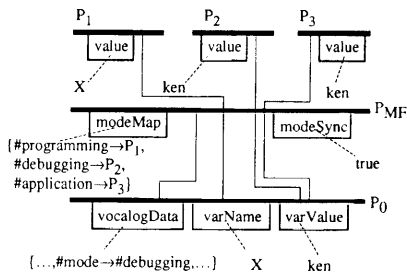 P1 P2 P3
value value value
X ken ken
PMF
modeMap modeSync
{#programming→P1,
#debugging→P2,
#application→P3}
true
P0
vocalogData varName varValue
{...,#mode→#debugging,...} X ken